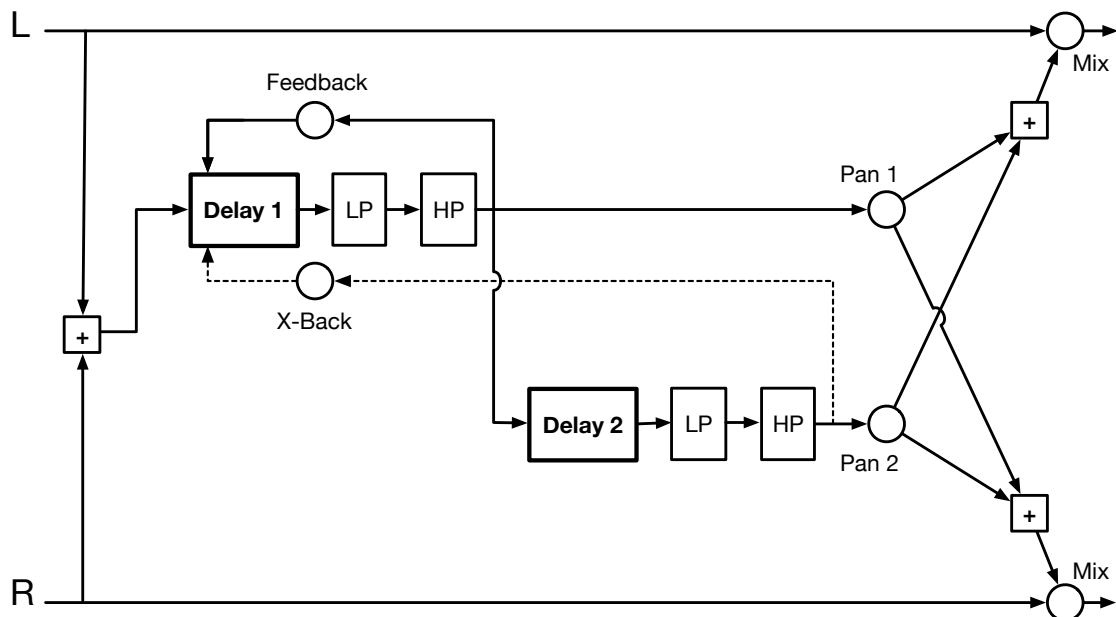 L
Mix
Feedback
+
Pan 1
Delay 1
LP
HP
X-Back
+
Delay 2
LP
HP
Pan 2
+
R
Mix